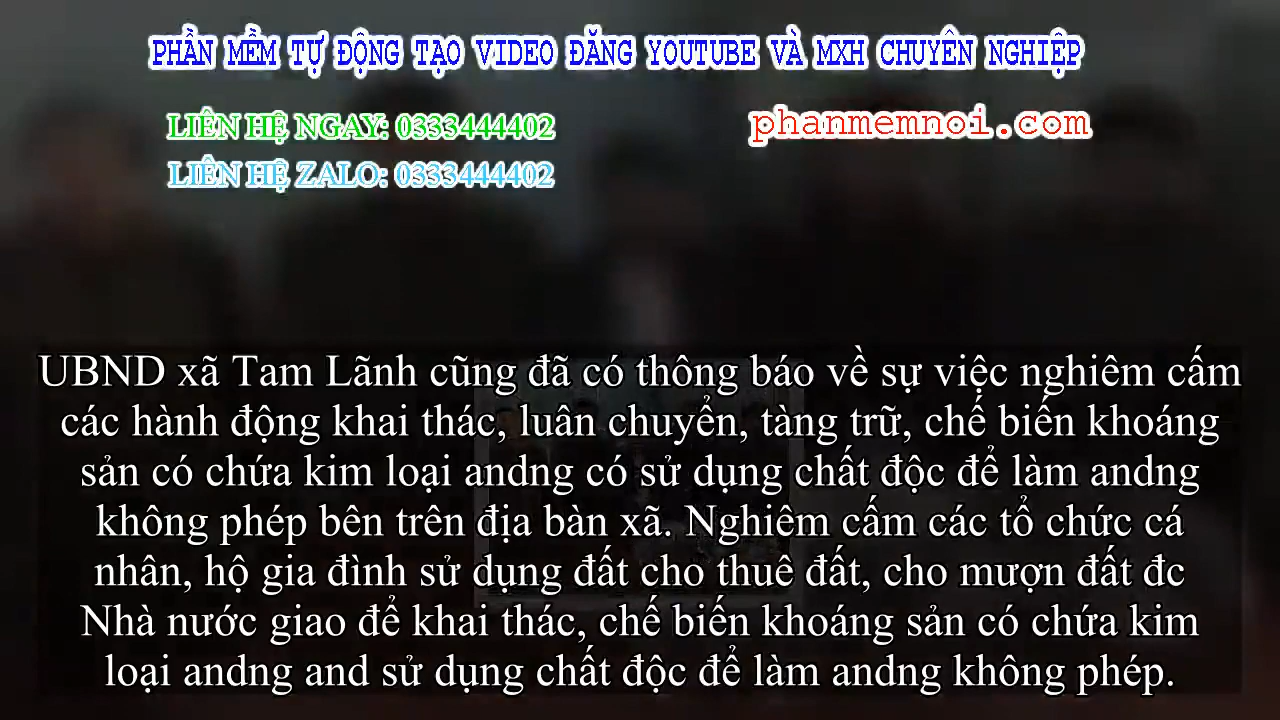 PHẦN MỀM TỰ ĐỘNG TẠO VIDEO ĐĂNG YOUTUBE VÀ MXH CHUYÊN NGHIỆP
LIÊN HỆ NGAY: 0333444402
phanmemnoi.com
LIÊN HỆ ZALO: 0333444402
UBND xã Tam Lãnh cũng đã có thông báo về sự việc nghiêm cấm
các hành động khai thác, luân chuyển, tàng trữ, chế biến khoáng
sản có chứa kim loại andng có sử dụng chất độc để làm andng
không phép bên trên địa bàn xã. Nghiêm cấm các tổ chức cá
nhân, hộ gia đình sử dụng đất cho thuê đất, cho mượn đất đc
Nhà nước giao để khai thác, chế biến khoáng sản có chứa kim
loại andng and sử dụng chất độc để làm andng không phép.